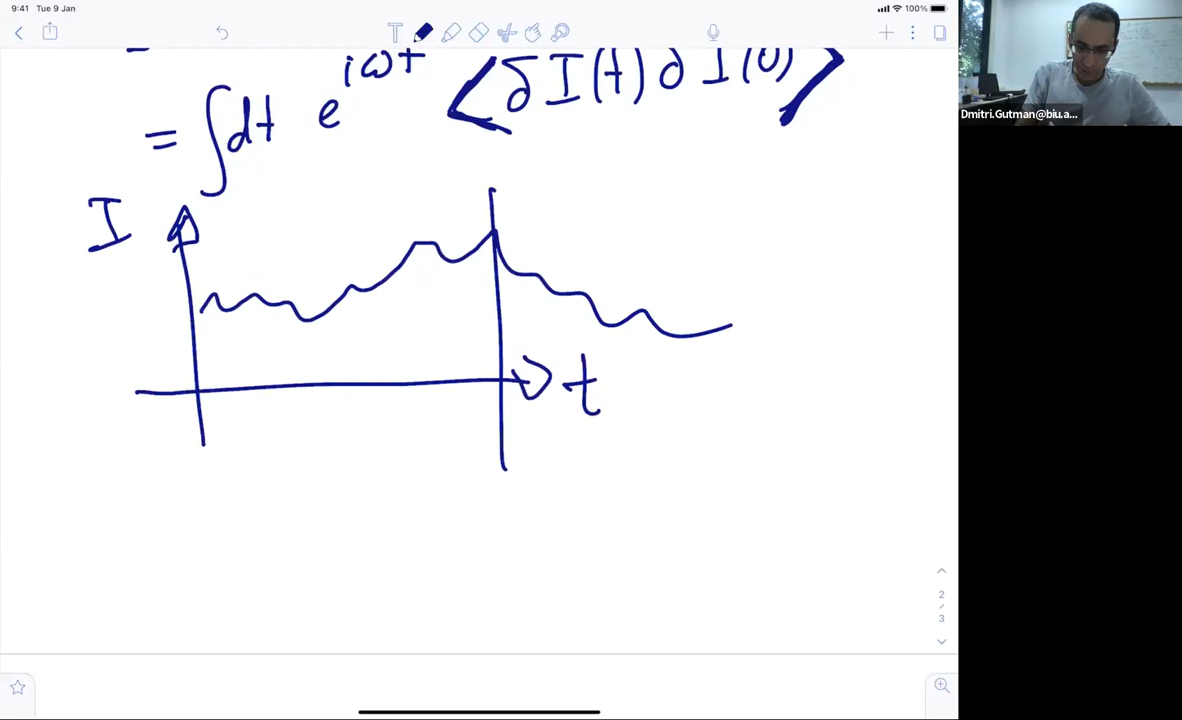 9:41 Tue 9 Jan
100%
= ∫dt e^{iωt} <δI(t) δI(0)>
I
t
Dmitri.Gutman@biu.a...
2
/
3